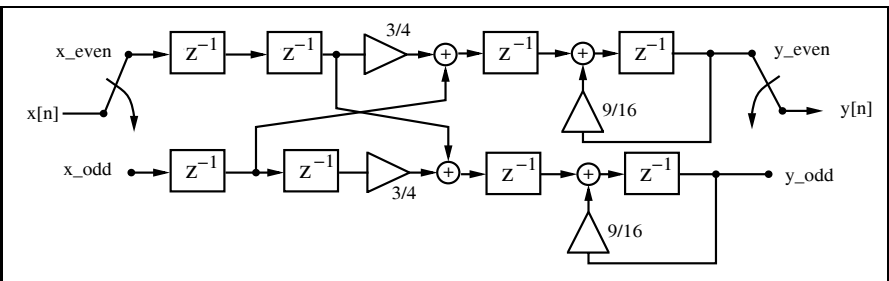 3/4
x_even
z⁻¹
z⁻¹
+
z⁻¹
+
z⁻¹
y_even
x[n]
9/16
y[n]
x_odd
z⁻¹
z⁻¹
3/4
+
z⁻¹
+
z⁻¹
y_odd
9/16